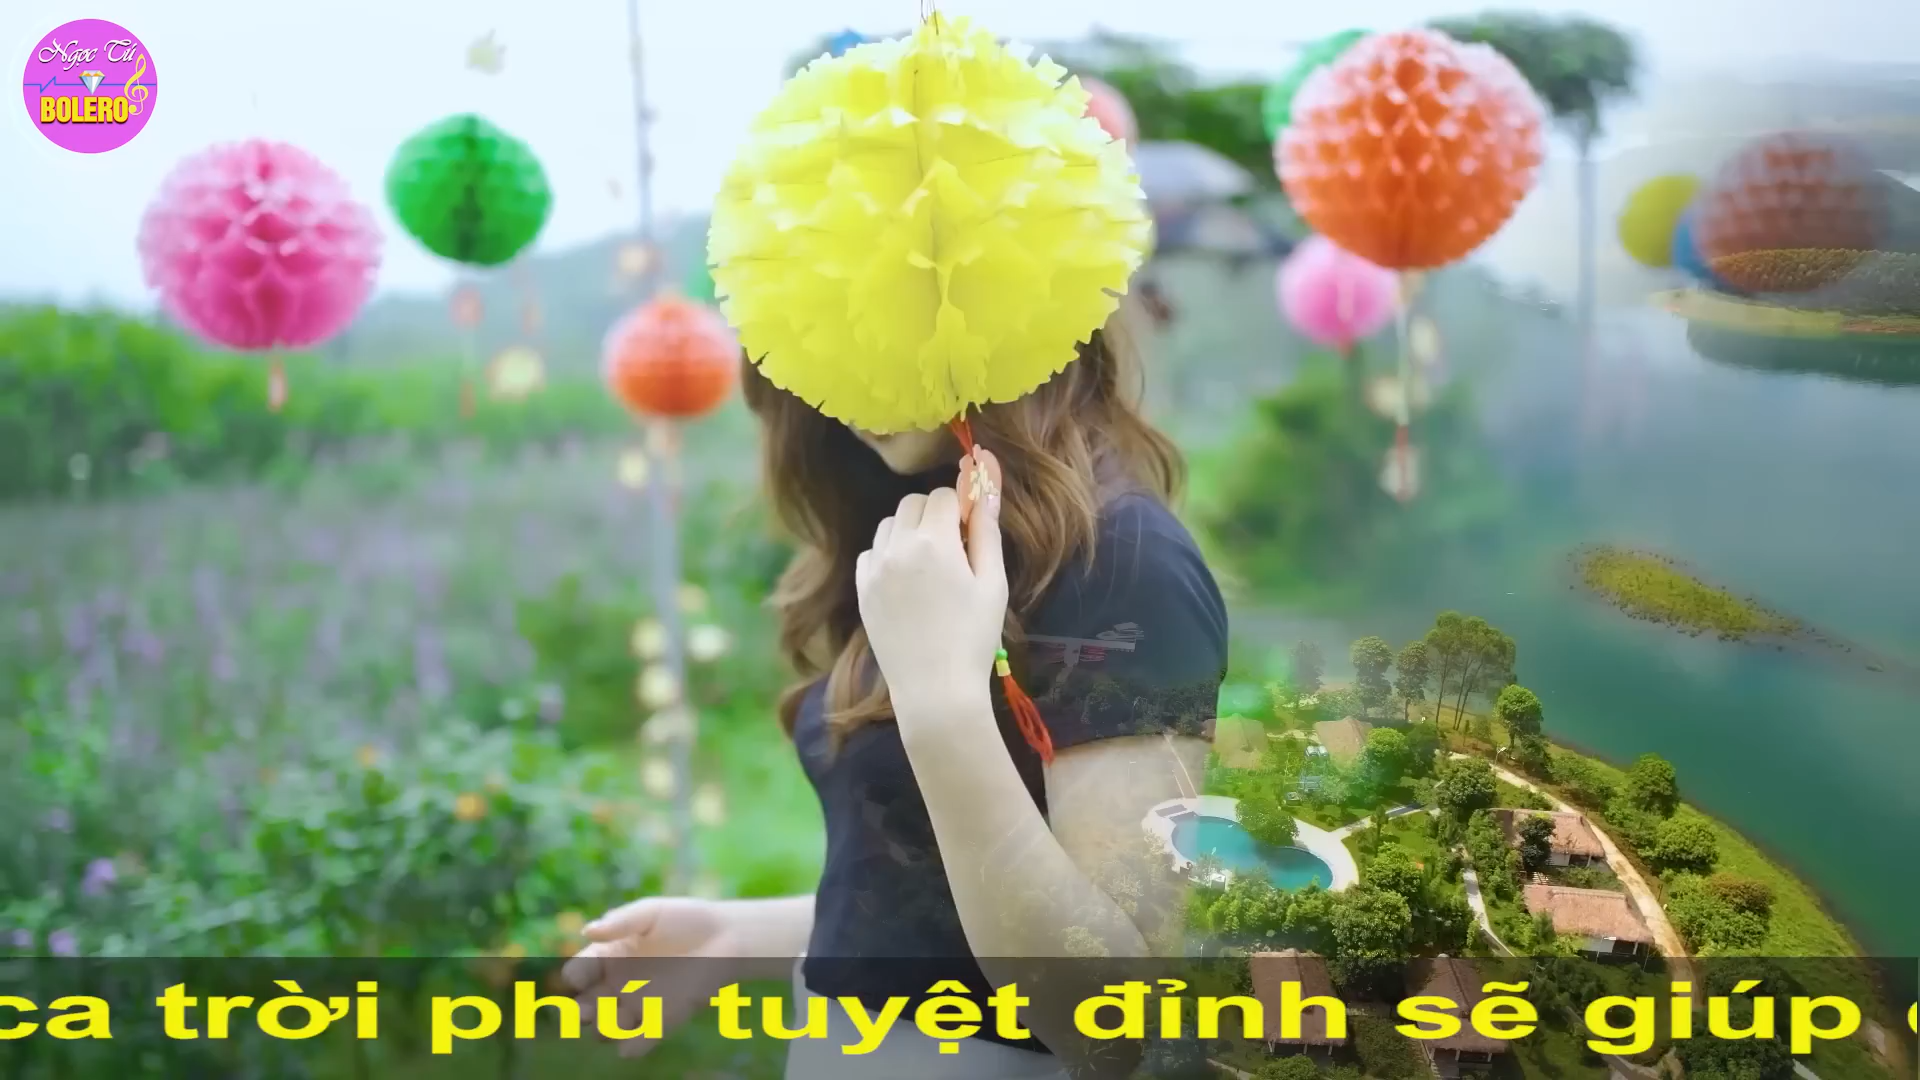 Ngọc Tú
BOLERO
ca trời phú tuyệt đỉnh sẽ giúp